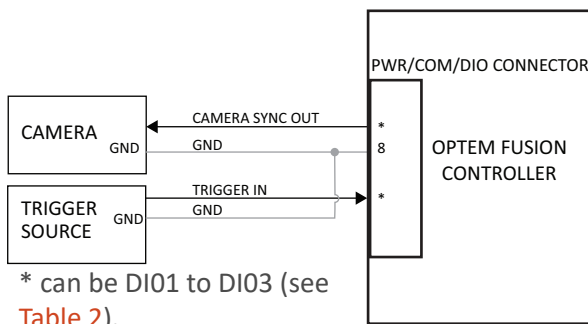 PWR/COM/DIO CONNECTOR
CAMERA SYNC OUT
*
CAMERA
GND
GND
8
OPTEM FUSION
CONTROLLER
TRIGGER IN
*
TRIGGER
SOURCE
GND
GND
* can be DI01 to DI03 (see
Table 2).